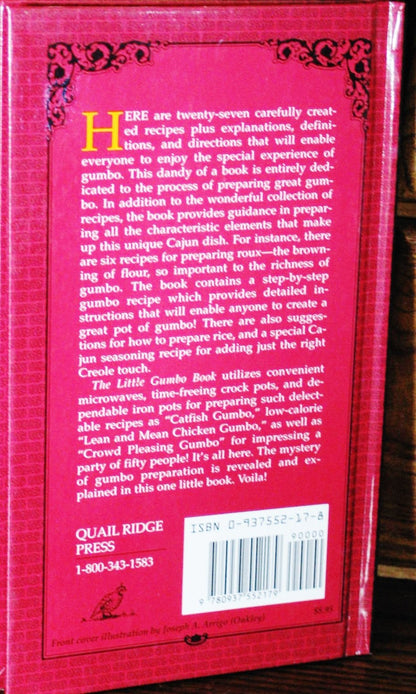 HERE are twenty-seven carefully creat-
ed recipes plus explanations, defini-
tions, and directions that will enable
everyone to enjoy the special experience of
gumbo. This dandy of a book is entirely ded-
icated to the process of preparing great gum-
bo. In addition to the wonderful collection of
recipes, the book provides guidance in prepar-
ing all the characteristic elements that make
up this unique Cajun dish. For instance, there
are six recipes for preparing roux—the brown-
ing of flour, so important to the richness of
gumbo. The book contains a step-by-step
gumbo recipe which provides detailed in-
structions that will enable anyone to create a
great pot of gumbo! There are also sugges-
tions for how to prepare rice, and a special Ca-
jun seasoning recipe for adding just the right
Creole touch.
The Little Gumbo Book utilizes convenient
microwaves, time-freeing crock pots, and de-
pendable iron pots for preparing such delect-
able recipes as "Catfish Gumbo," low-calorie
"Lean and Mean Chicken Gumbo," as well as
"Crowd Pleasing Gumbo" for impressing a
party of fifty people! It's all here. The mystery
of gumbo preparation is revealed and ex-
plained in this one little book. Voila!
QUAIL RIDGE
PRESS
1-800-343-1583
ISBN 0-937552-17-8
90000
9 780937 552179
Front cover illustration by Joseph A. Arrigo (Oakley)
$8.95